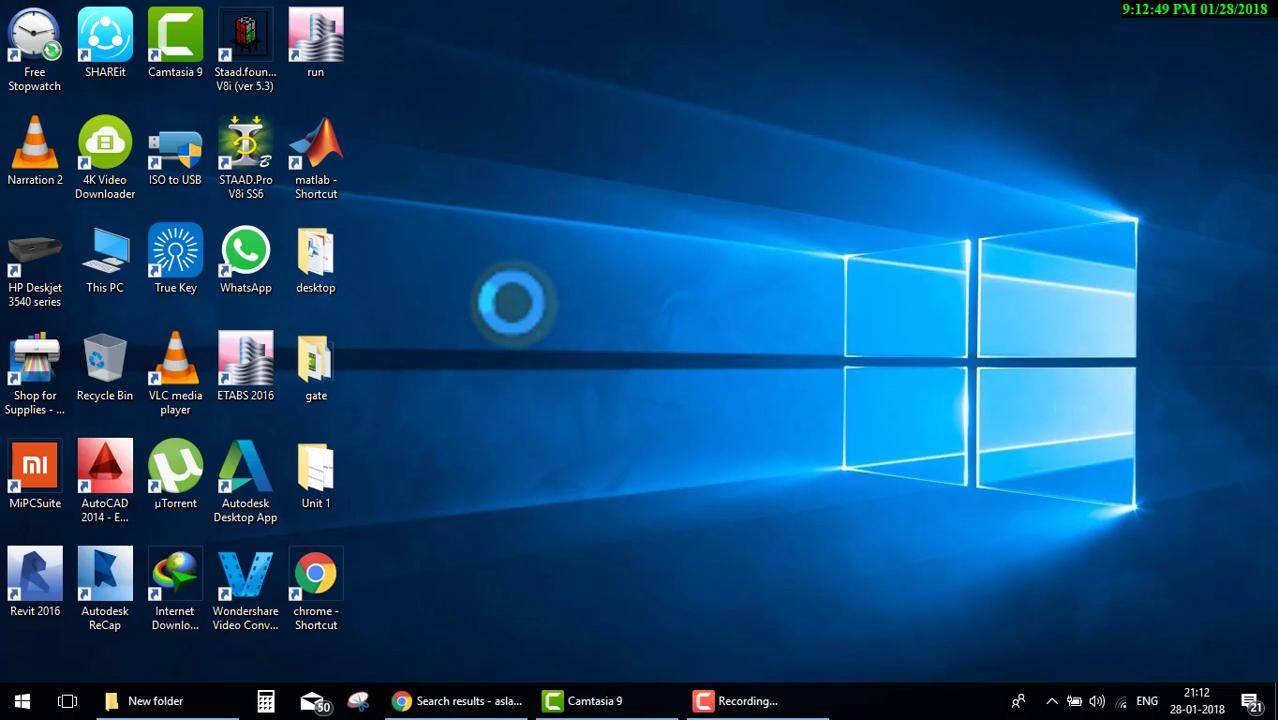 9:12:49 PM 01/28/2018
Free
Stopwatch
SHAREit
Camtasia 9
Staad.foun...
V8i (ver 5.3)
run
Narration 2
4K Video
Downloader
ISO to USB
STAAD.Pro
V8i SS6
matlab -
Shortcut
HP Deskjet
3540 series
This PC
True Key
WhatsApp
desktop
Shop for
Supplies - ...
Recycle Bin
VLC media
player
ETABS 2016
gate
MiPCSuite
AutoCAD
2014 - E...
µTorrent
Autodesk
Desktop App
Unit 1
Revit 2016
Autodesk
ReCap
Internet
Downlo...
Wondershare
Video Conv...
chrome -
Shortcut
New folder
50
Search results - asla...
Camtasia 9
Recording...
ENG
21:12
28-01-2018
21